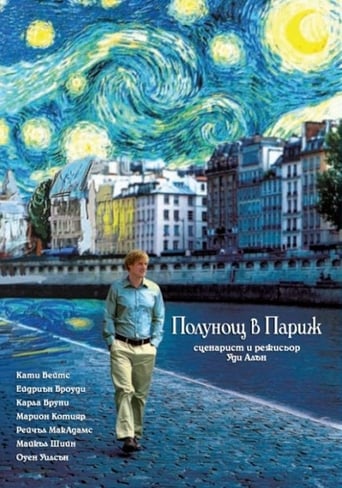 Полунощ в Париж
сценарист и режисьор
Уди Алън
Кати Бейтс
Ейдриън Броуди
Карла Бруни
Марион Котияр
Рейчъл МакАдамс
Майкъл Шийн
Оуен Уилсън